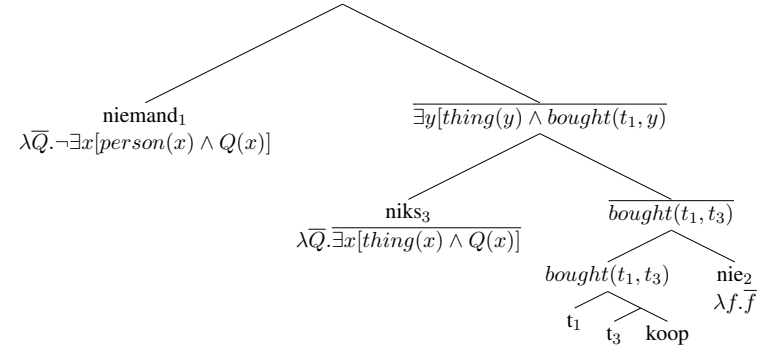 niemand₁
λQ̅.¬∃x[person(x) ∧ Q(x)]
∃y[thing(y) ∧ bought(t₁, y)
niks₃
λQ̅.∃x[thing(x) ∧ Q(x)]
bought(t₁, t₃)
bought(t₁, t₃)
nie₂
λf.f̅
t₁
t₃
koop